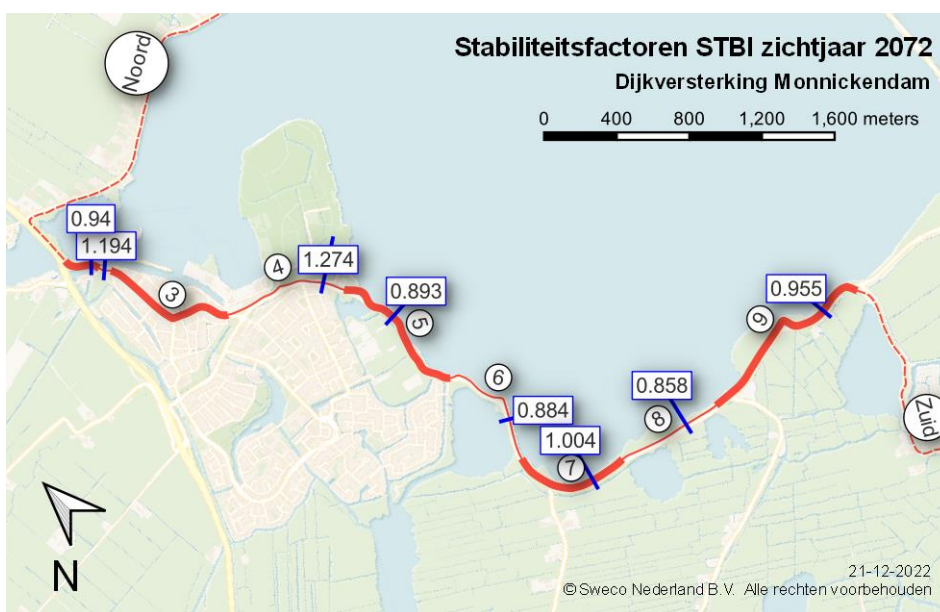 Stabiliteitsfactoren STBI zichtjaar 2072
Dijkversterking Monnickendam
0 400 800 1,200 1,600 meters
Noord
0.94
1.194
3
4
1.274
0.893
5
6
0.884
1.004
7
0.858
8
0.955
9
Zuid
N
21-12-2022
© Sweco Nederland B.V. Alle rechten voorbehouden